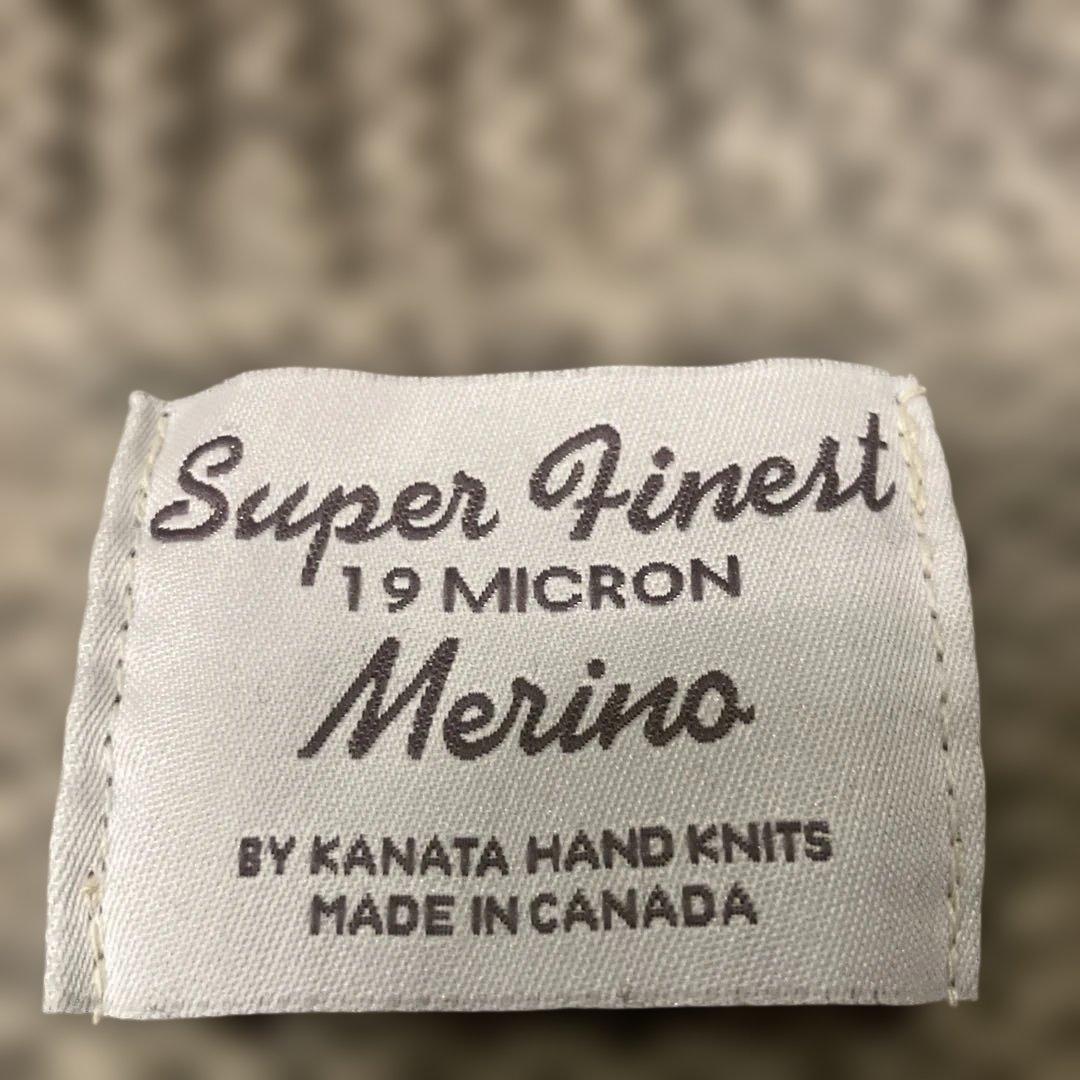 Super Finest
19 MICRON
Merino
BY KANATA HAND KNITS
MADE IN CANADA